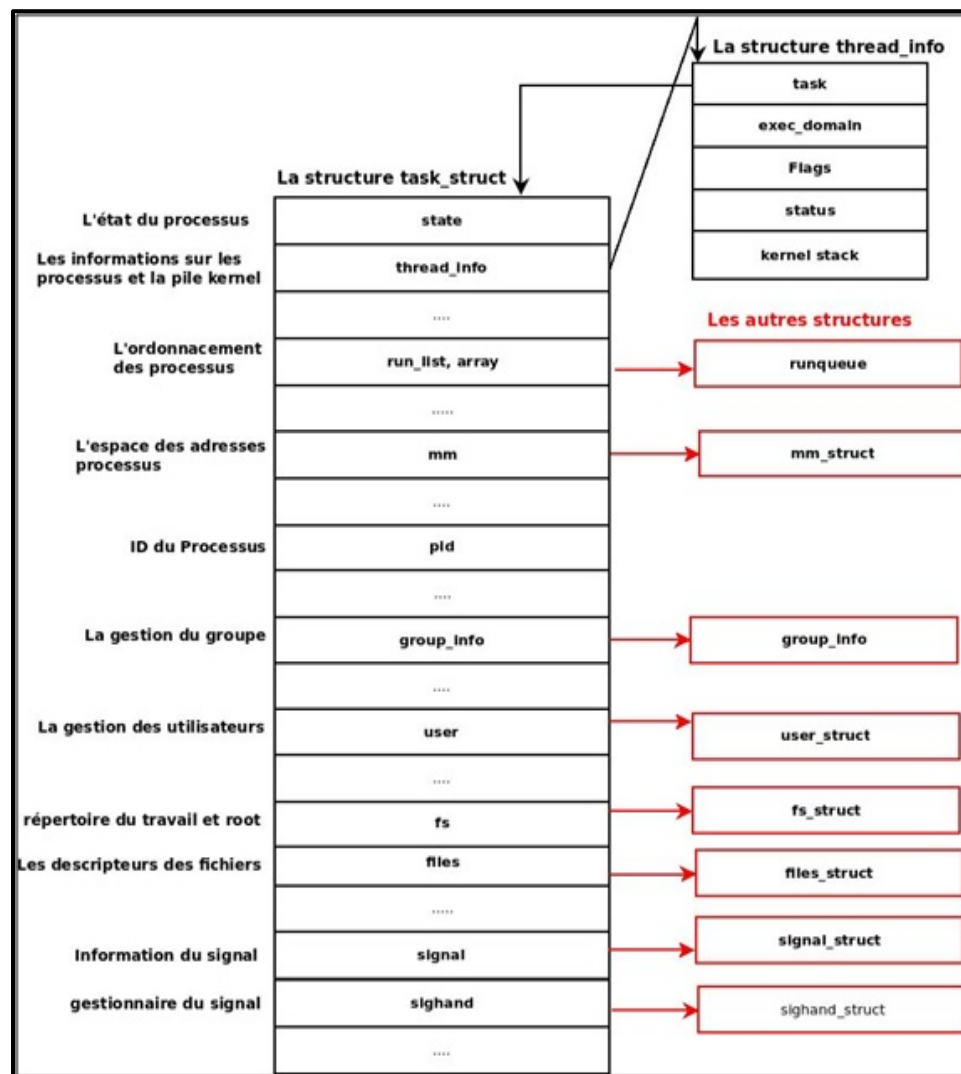 La structure thread_info
task
exec_domain
Flags
status
kernel stack
La structure task_struct
L'état du processus
state
Les informations sur les
processus et la pile kernel
thread_info
....
Les autres structures
L'ordonnacement
des processus
run_list, array
runqueue
.....
L'espace des adresses
processus
mm
mm_struct
....
ID du Processus
pid
....
La gestion du groupe
group_info
group_info
....
La gestion des utilisateurs
user
user_struct
....
répertoire du travail et root
fs
fs_struct
Les descripteurs des fichiers
files
files_struct
.....
Information du signal
signal
signal_struct
gestionnaire du signal
sighand
sighand_struct
....